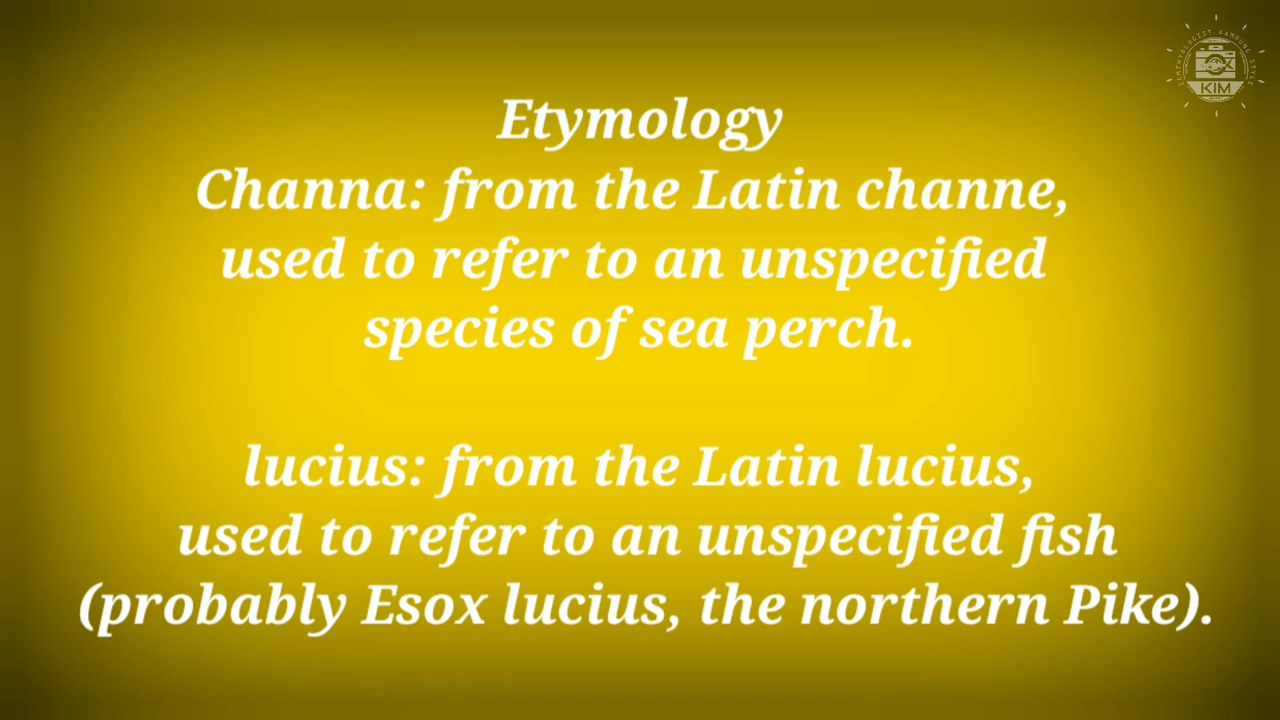 Etymology
Channa: from the Latin channe,
used to refer to an unspecified
species of sea perch.
lucius: from the Latin lucius,
used to refer to an unspecified fish
(probably Esox lucius, the northern Pike).
KIM